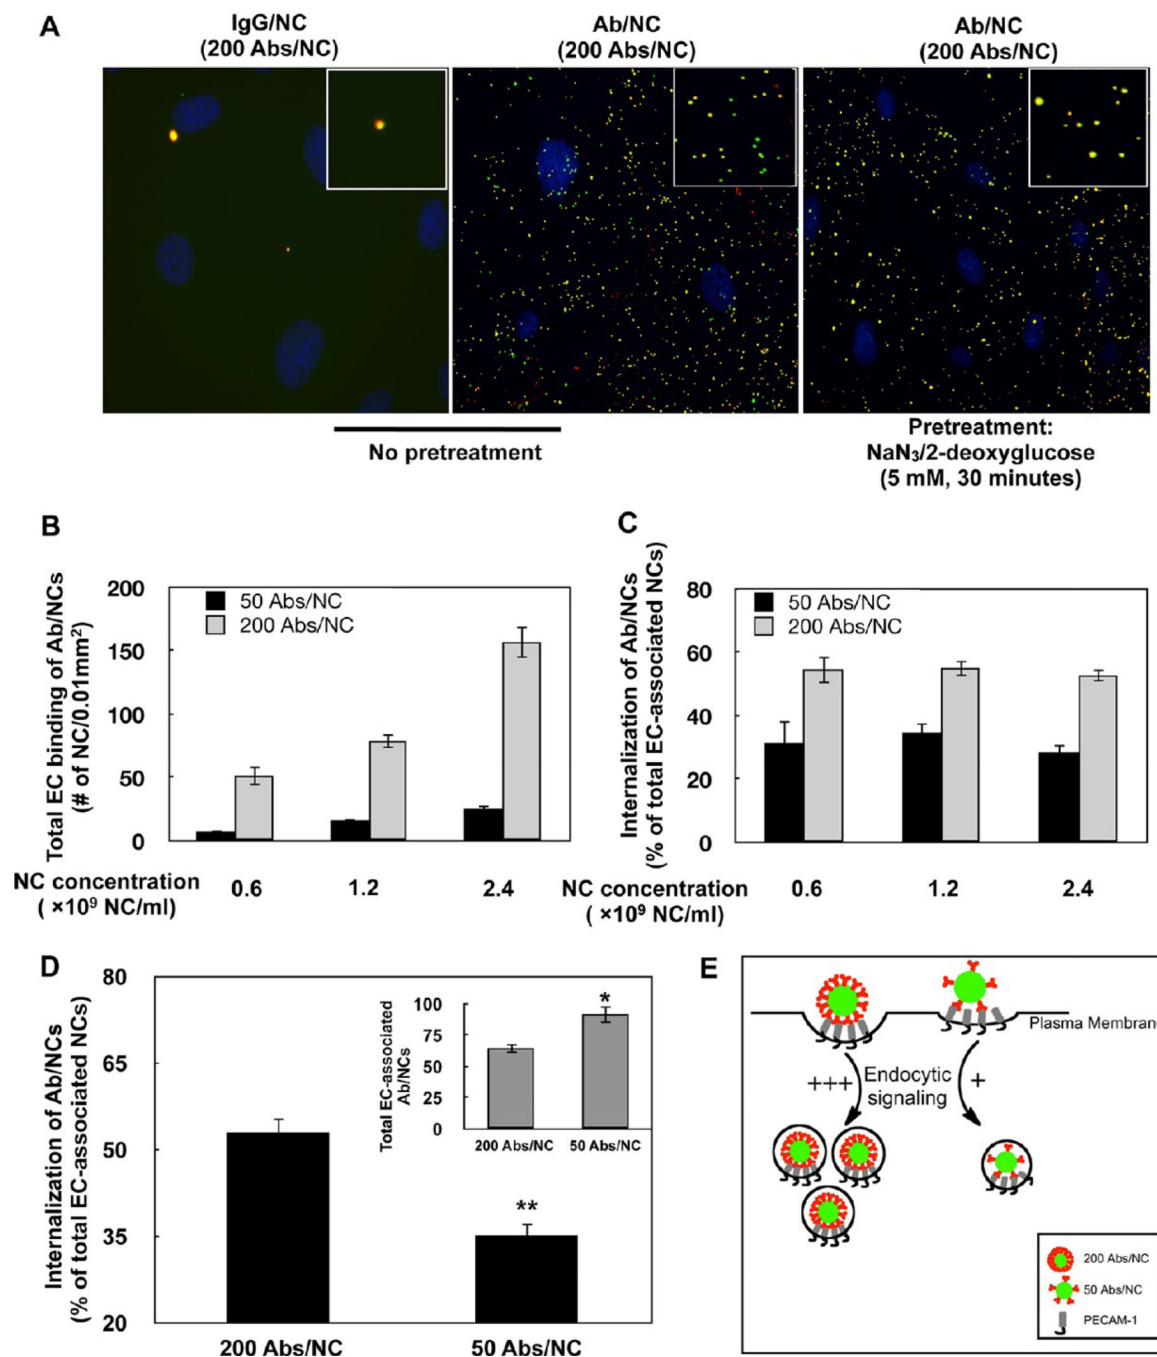 A
IgG/NC
(200 Abs/NC)
Ab/NC
(200 Abs/NC)
Ab/NC
(200 Abs/NC)
No pretreatment
Pretreatment:
NaN₃/2-deoxyglucose
(5 mM, 30 minutes)
B
Total EC binding of Ab/NCs
(# of NC/0.01mm²)
200
150
100
50
0
50 Abs/NC
200 Abs/NC
NC concentration
( ×10⁹ NC/ml)
0.6
1.2
2.4
C
Internalization of Ab/NCs
(% of total EC-associated NCs)
80
60
40
20
0
50 Abs/NC
200 Abs/NC
NC concentration
( ×10⁹ NC/ml)
0.6
1.2
2.4
D
Internalization of Ab/NCs
(% of total EC-associated NCs)
80
65
50
35
20
Total EC-associated
Ab/NCs
100
75
50
25
0
*
200 Abs/NC
50 Abs/NC
**
200 Abs/NC
50 Abs/NC
E
Plasma Membrane
+++
Endocytic
signaling
+
200 Abs/NC
50 Abs/NC
PECAM-1